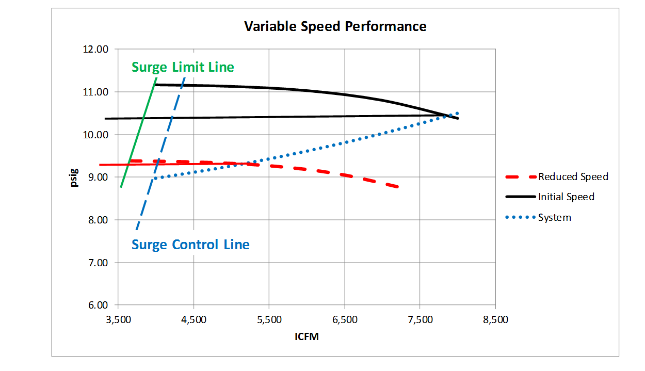 Variable Speed Performance
12.00
11.00
10.00
9.00
8.00
7.00
6.00
psig
Surge Limit Line
Surge Control Line
3,500 4,500 5,500 6,500 7,500 8,500
ICFM
Reduced Speed
Initial Speed
System